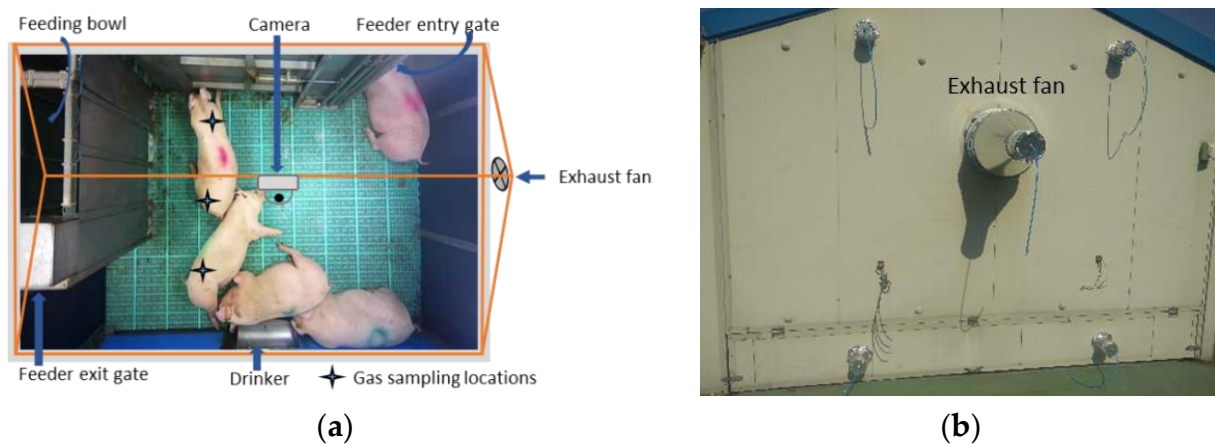 Feeding bowl
Camera
Feeder entry gate
Exhaust fan
Feeder exit gate
Drinker
Gas sampling locations
Exhaust fan
(a)
(b)